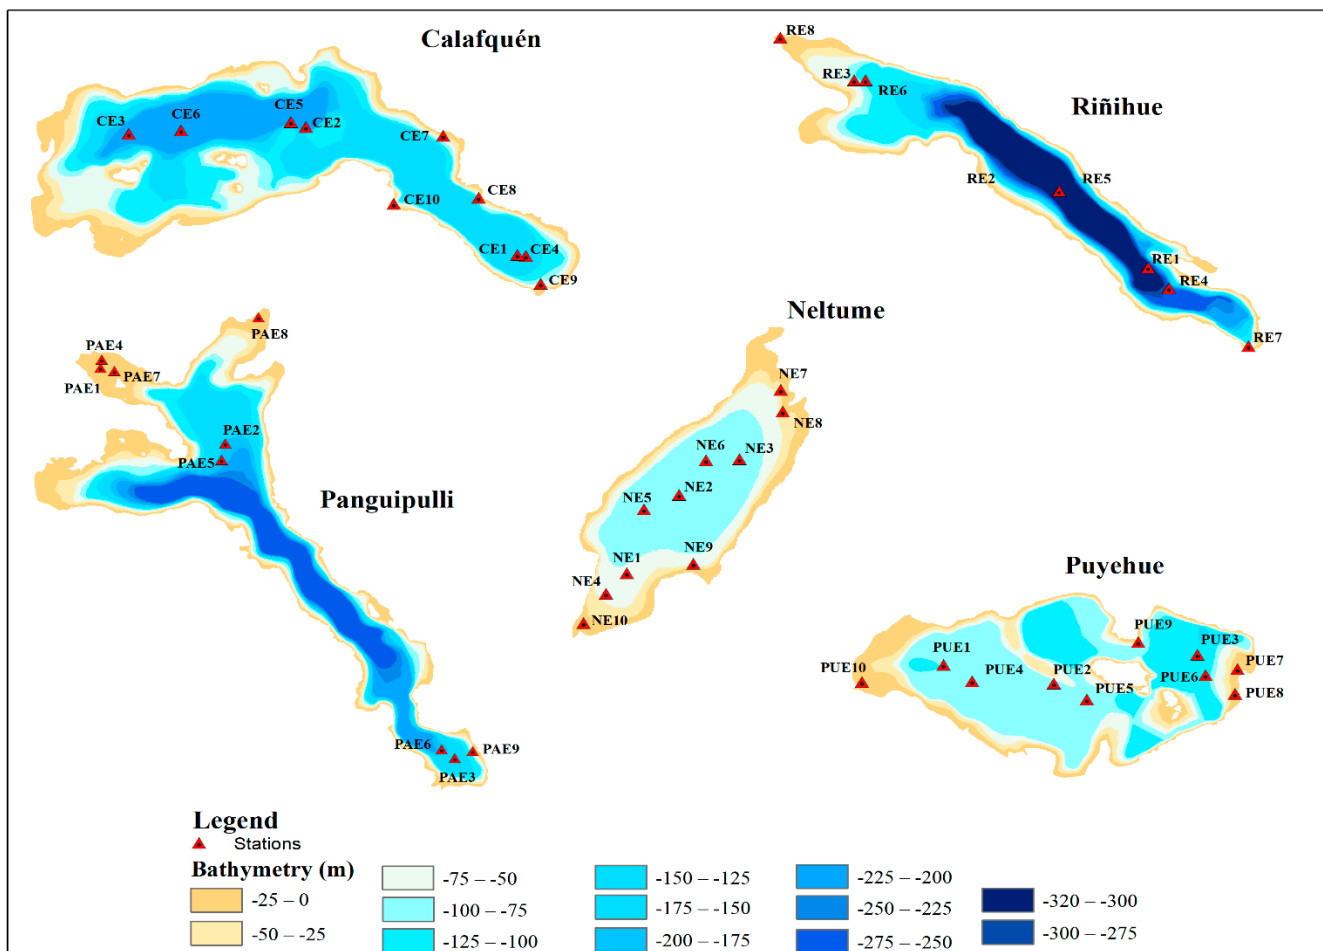 Calafquén
CE5
CE6
CE3
CE2
CE7
CE8
CE10
CE1
CE4
CE9
RE8
RE3
RE6
Riñihue
RE2
RE5
RE1
RE4
RE7
PAE8
PAE4
PAE1
PAE7
PAE2
PAE5
Panguipulli
PAE6
PAE9
PAE3
Neltume
NE7
NE8
NE6
NE3
NE2
NE5
NE9
NE1
NE4
NE10
Puyehue
PUE9
PUE3
PUE1
PUE10
PUE4
PUE2
PUE7
PUE6
PUE5
PUE8
Legend
Stations
Bathymetry (m)
-25 – 0
-50 – -25
-75 – -50
-100 – -75
-125 – -100
-150 – -125
-175 – -150
-200 – -175
-225 – -200
-250 – -225
-275 – -250
-320 – -300
-300 – -275